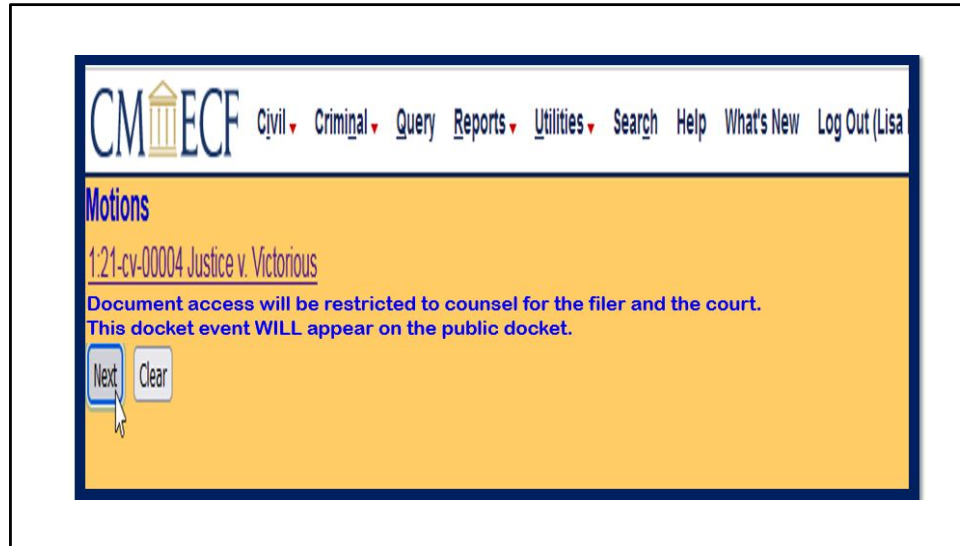 CM ECF Civil Criminal Query Reports Utilities Search Help What's New Log Out (Lisa
Motions
1:21-cv-00004 Justice v. Victorious
Document access will be restricted to counsel for the filer and the court.
This docket event WILL appear on the public docket.
Next Clear